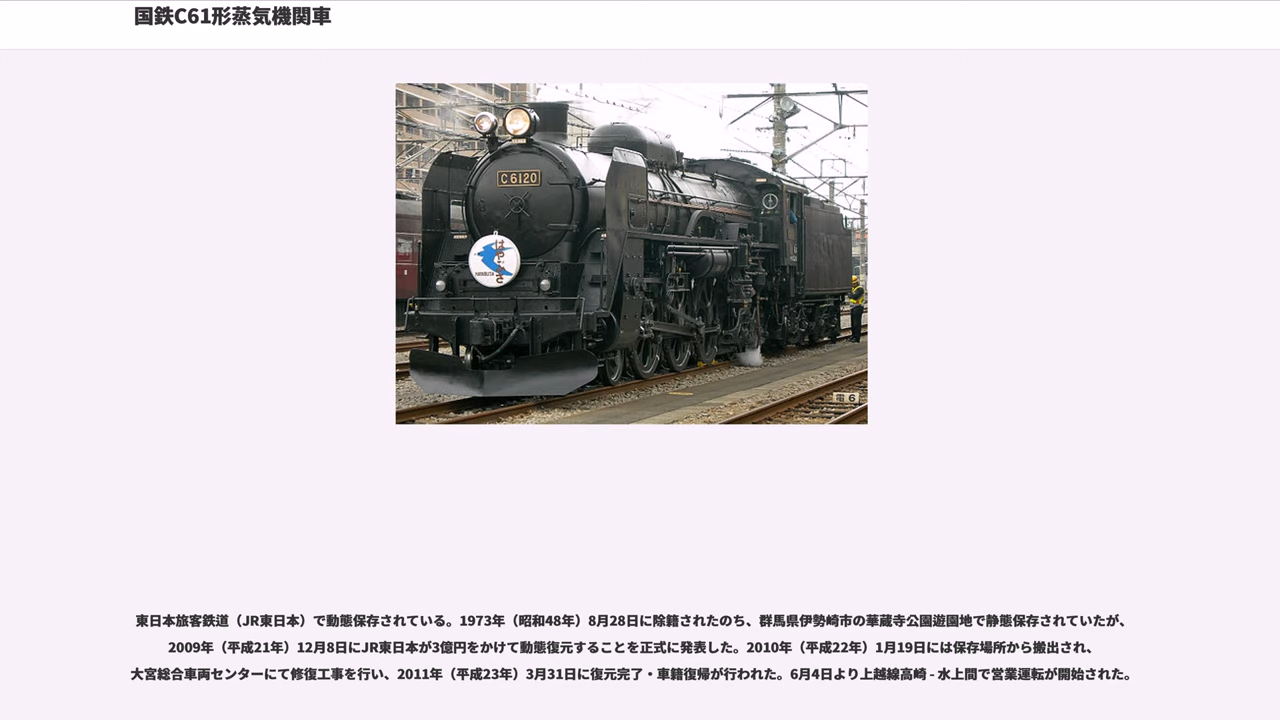 国鉄C61形蒸気機関車
C6120
はやぶさ
HAYABUSA
電 6
東日本旅客鉄道（JR東日本）で動態保存されている。1973年（昭和48年）8月28日に除籍されたのち、群馬県伊勢崎市の華蔵寺公園遊園地で静態保存されていたが、
2009年（平成21年）12月8日にJR東日本が3億円をかけて動態復元することを正式に発表した。2010年（平成22年）1月19日には保存場所から搬出され、
大宮総合車両センターにて修復工事を行い、2011年（平成23年）3月31日に復元完了・車籍復帰が行われた。6月4日より上越線高崎 - 水上間で営業運転が開始された。